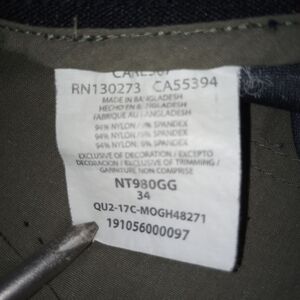 RN130273 CA55394
MADE IN BANGLADESH
HECHO EN BANGLADESH
FABRIQUE AU BANGLADESH
94% NYLON / 6% SPANDEX
94% NYLON / 6% SPANDEX
94% NYLON / 6% SPANDEX
EXCLUSIVE OF DECORATION / EXCEPTO
DECORACION / EXCLUSIVE TRIMMING /
GARNITURE NON COMPRISE
NT980GG
34
QU2-17C-MOGH48271
191056000097